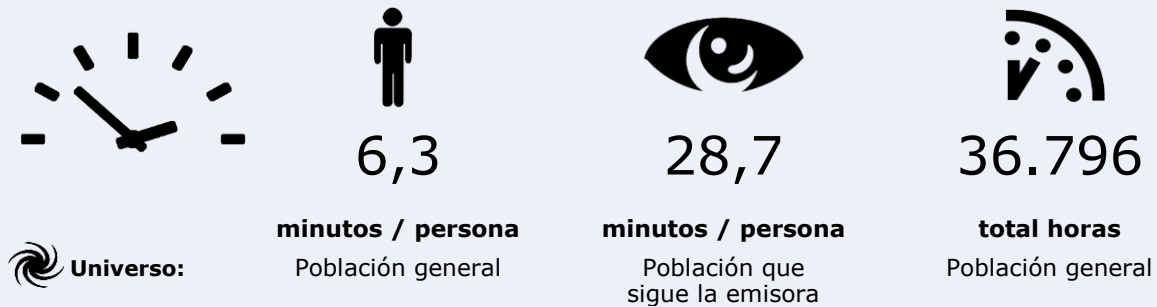 6,3
28,7
36.796
minutos / persona
minutos / persona
total horas
Universo:
Población general
Población que
sigue la emisora
Población general